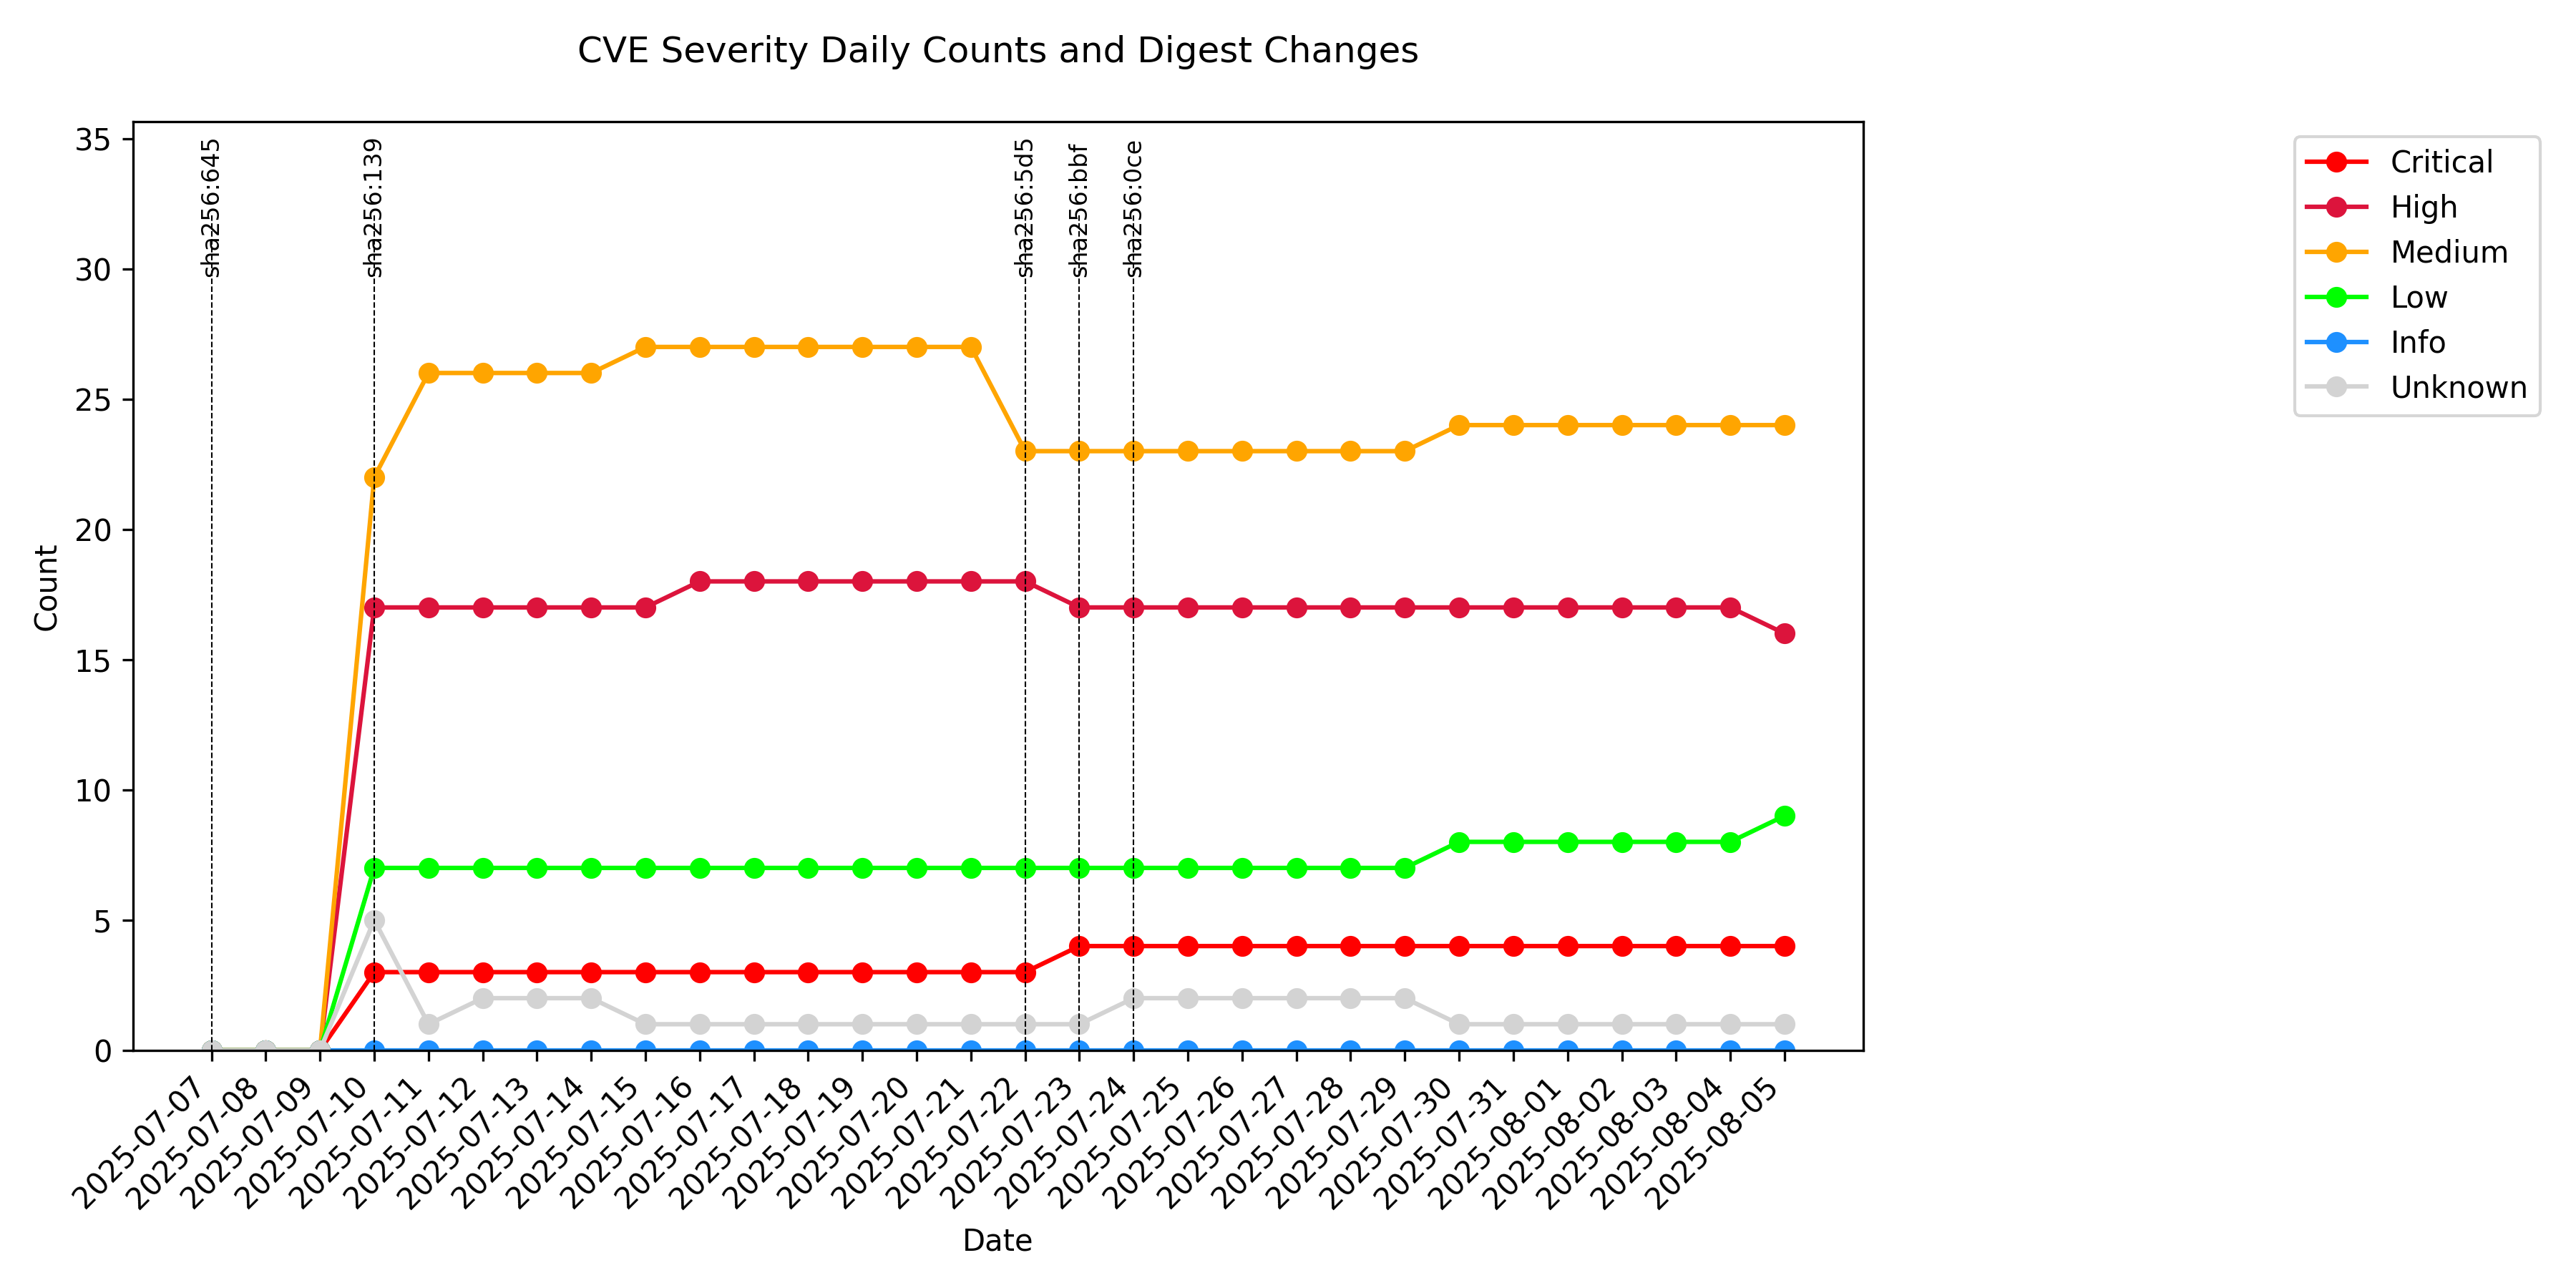 CVE Severity Daily Counts and Digest Changes
35
30
25
20
15
10
5
0
Count
sha256:645
sha256:139
sha256:5d5
sha256:bbf
sha256:0ce
Critical
High
Medium
Low
Info
Unknown
2025-07-07
2025-07-08
2025-07-09
2025-07-10
2025-07-11
2025-07-12
2025-07-13
2025-07-14
2025-07-15
2025-07-16
2025-07-17
2025-07-18
2025-07-19
2025-07-20
2025-07-21
2025-07-22
2025-07-23
2025-07-24
2025-07-25
2025-07-26
2025-07-27
2025-07-28
2025-07-29
2025-07-30
2025-07-31
2025-08-01
2025-08-02
2025-08-03
2025-08-04
2025-08-05
Date